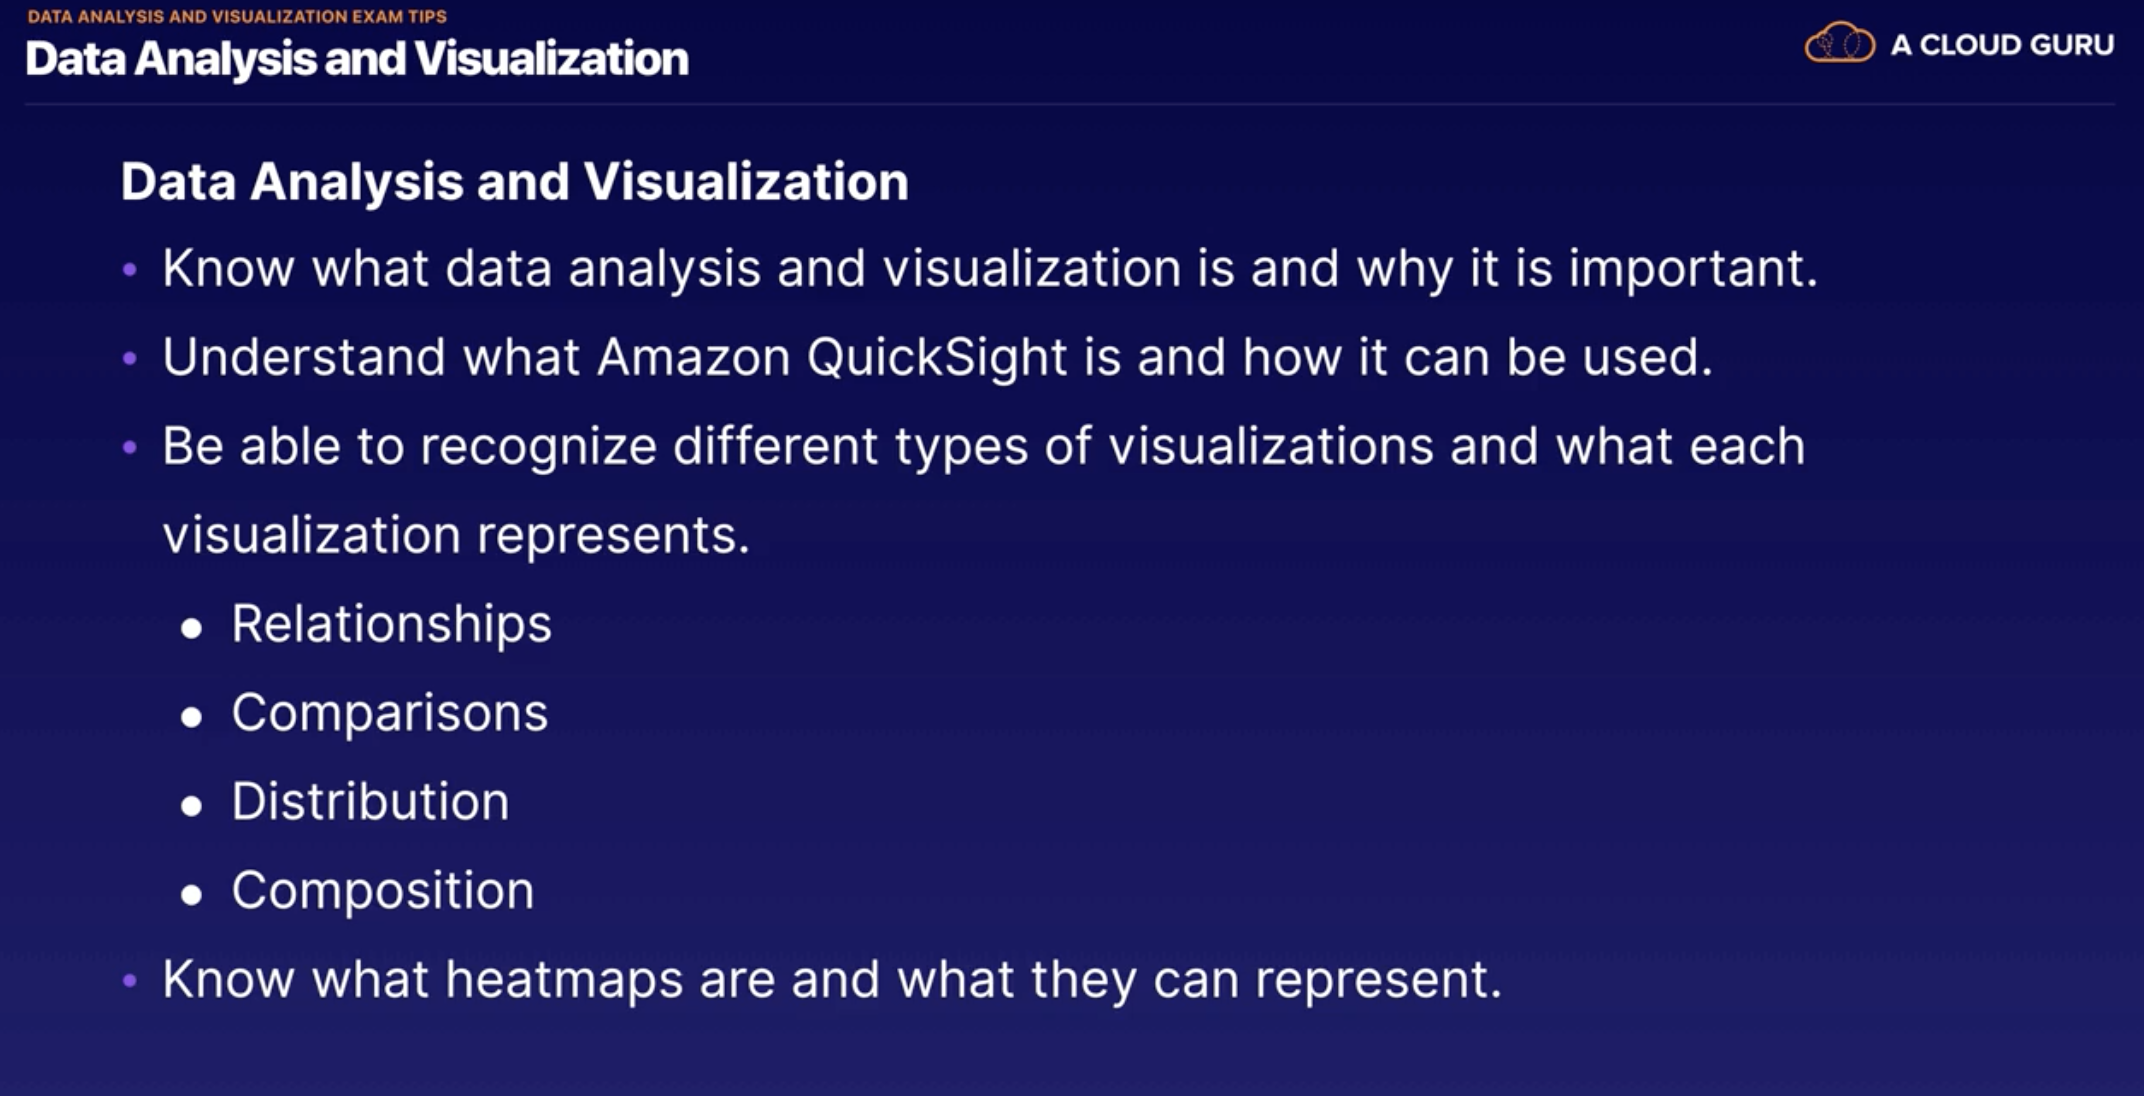 DATA ANALYSIS AND VISUALIZATION EXAM TIPS
Data Analysis and Visualization
A CLOUD GURU
Data Analysis and Visualization
• Know what data analysis and visualization is and why it is important.
• Understand what Amazon QuickSight is and how it can be used.
• Be able to recognize different types of visualizations and what each
visualization represents.
● Relationships
● Comparisons
● Distribution
● Composition
• Know what heatmaps are and what they can represent.